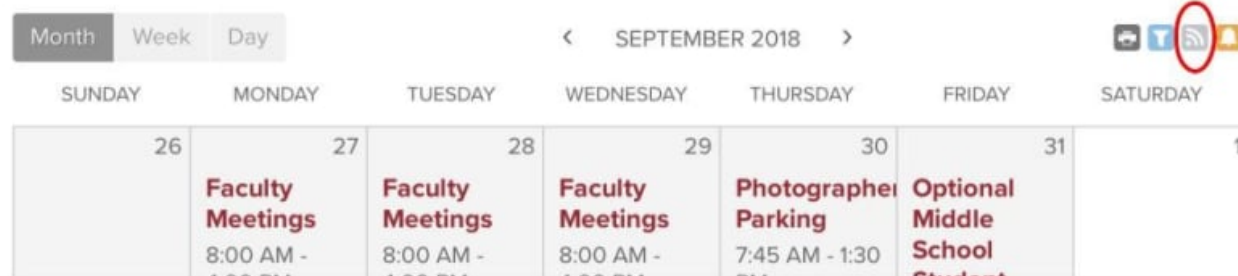 Month Week Day
SEPTEMBER 2018
SUNDAY MONDAY TUESDAY WEDNESDAY THURSDAY FRIDAY SATURDAY
26 27 28 29 30 31 1
Faculty Faculty Faculty Photographer Optional
Meetings Meetings Meetings Parking Middle
8:00 AM - 8:00 AM - 8:00 AM - 7:45 AM - 1:30 School